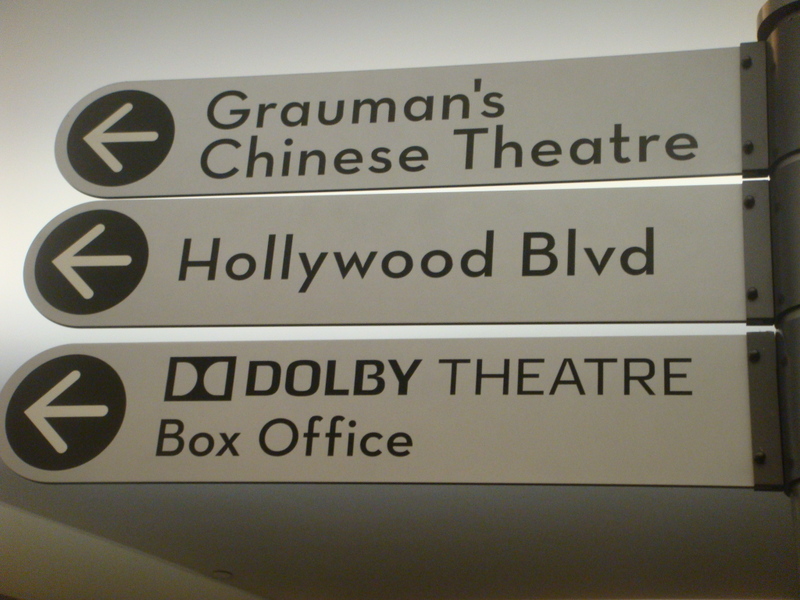 Grauman's
Chinese Theatre
Hollywood Blvd
DOLBY THEATRE
Box Office